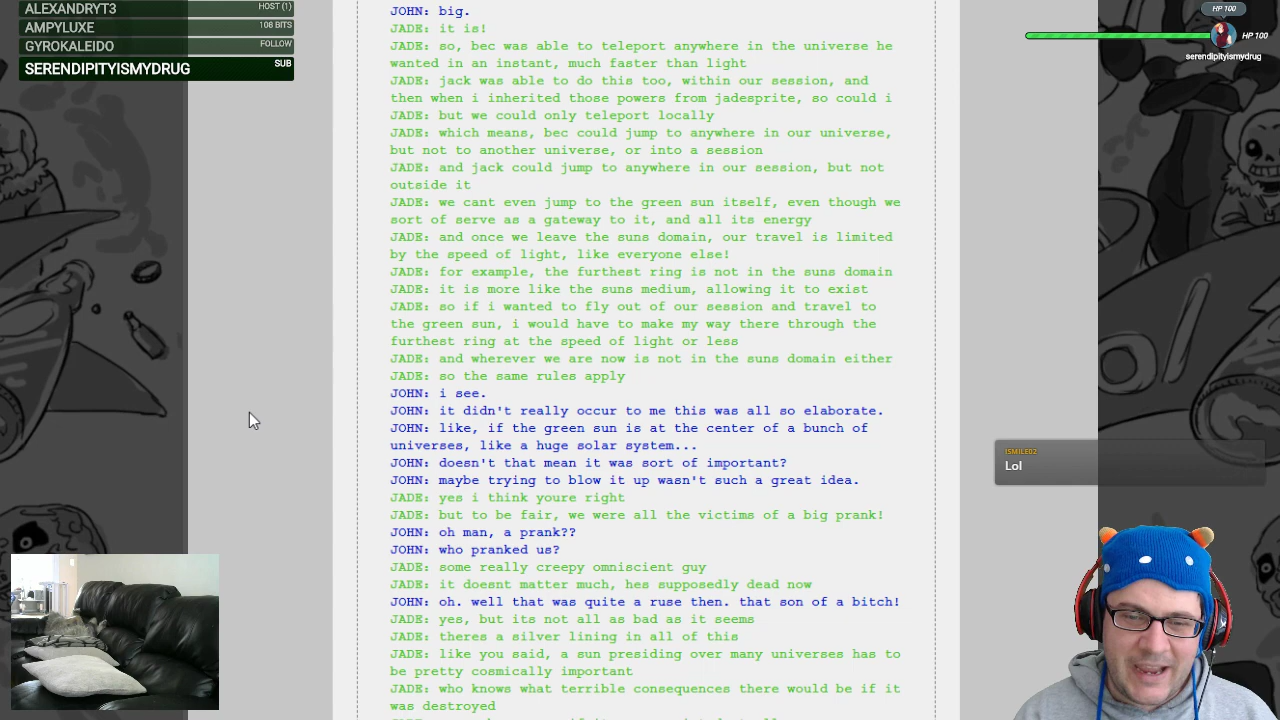 ALEXANDRYT3 HOST (1)
AMPYLUXE 108 BITS
GYROKALEIDO FOLLOW
SERENDIPITYISMYDRUG SUB
HP 100
HP 100
serendipityismydrug
JOHN: big.
JADE: it is!
JADE: so, bec was able to teleport anywhere in the universe he
wanted in an instant, much faster than light
JADE: jack was able to do this too, within our session, and
then when i inherited those powers from jadesprite, so could i
JADE: but we could only teleport locally
JADE: which means, bec could jump to anywhere in our universe,
but not to another universe, or into a session
JADE: and jack could jump to anywhere in our session, but not
outside it
JADE: we cant even jump to the green sun itself, even though we
sort of serve as a gateway to it, and all its energy
JADE: and once we leave the suns domain, our travel is limited
by the speed of light, like everyone else!
JADE: for example, the furthest ring is not in the suns domain
JADE: it is more like the suns medium, allowing it to exist
JADE: so if i wanted to fly out of our session and travel to
the green sun, i would have to make my way there through the
furthest ring at the speed of light or less
JADE: and wherever we are now is not in the suns domain either
JADE: so the same rules apply
JOHN: i see.
JOHN: it didn't really occur to me this was all so elaborate.
JOHN: like, if the green sun is at the center of a bunch of
universes, like a huge solar system...
JOHN: doesn't that mean it was sort of important?
JOHN: maybe trying to blow it up wasn't such a great idea.
JADE: yes i think youre right
JADE: but to be fair, we were all the victims of a big prank!
JOHN: oh man, a prank??
JOHN: who pranked us?
JADE: some really creepy omniscient guy
JADE: it doesnt matter much, hes supposedly dead now
JOHN: oh. well that was quite a ruse then. that son of a bitch!
JADE: yes, but its not all as bad as it seems
JADE: theres a silver lining in all of this
JADE: like you said, a sun presiding over many universes has to
be pretty cosmically important
JADE: who knows what terrible consequences there would be if it
was destroyed
ISMILE02
Lol